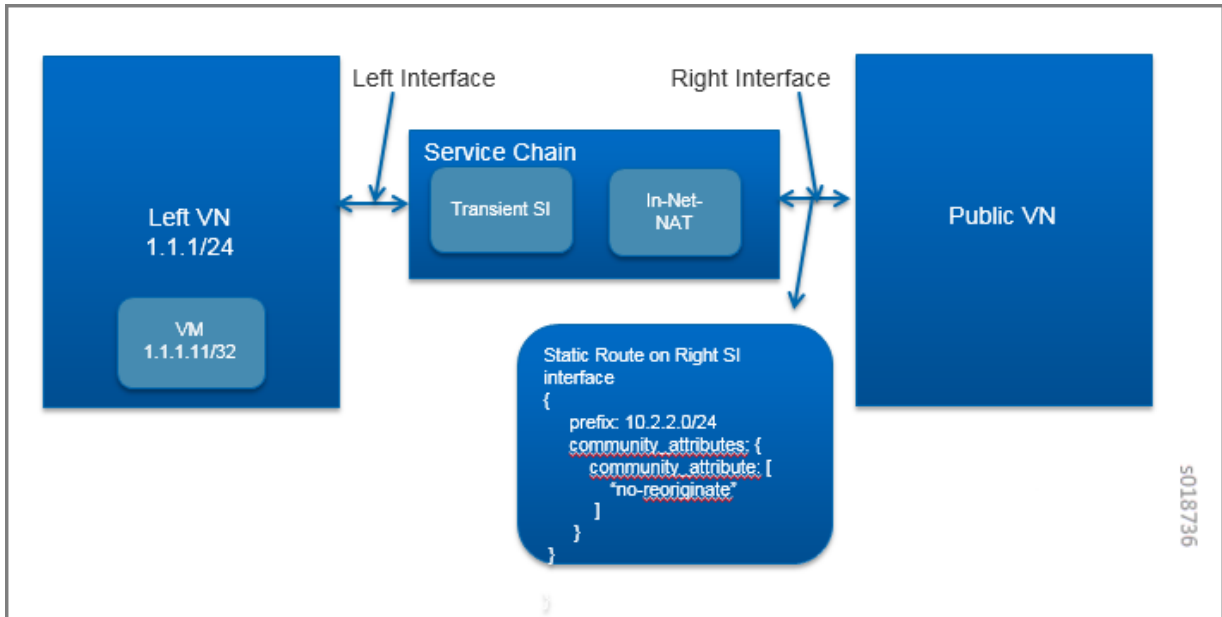 Left Interface
Right Interface
Left VN
1.1.1/24
VM
1.1.1.11/32
Service Chain
Transient SI
In-Net-
NAT
Public VN
Static Route on Right SI
interface
{
prefix: 10.2.2.0/24
community_attributes: {
community_attribute: [
"no-reoriginate"
]
}
}
s018736